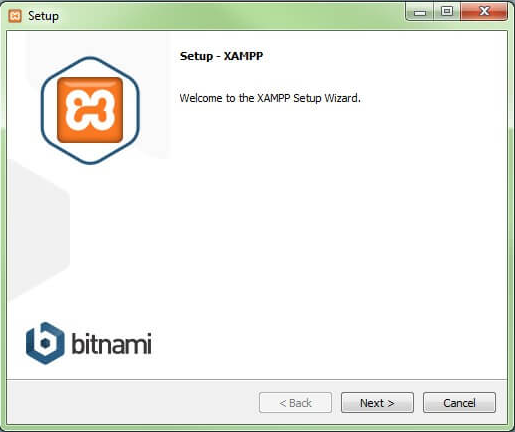 Setup
Setup - XAMPP
Welcome to the XAMPP Setup Wizard.
bitnami
< Back
Next >
Cancel